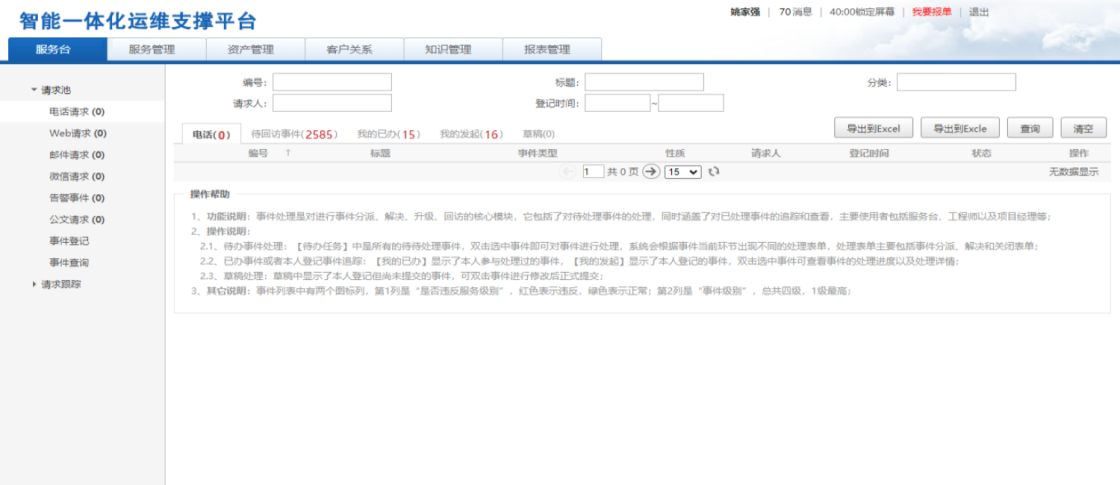 智能一体化运维支撑平台
姚家强 | 70消息 | 40:00锁定屏幕 | 我要报单 | 退出
服务台 服务管理 资产管理 客户关系 知识管理 报表管理
请求池
电话请求 (0)
Web请求 (0)
邮件请求 (0)
微信请求 (0)
告警事件 (0)
公文请求 (0)
事件登记
事件查询
请求跟踪
编号: 标题: 分类:
请求人: 登记时间: ~
导出到Excel 导出到Excle 查询 清空
电话(0) 待回访事件(2585) 我的已办(15) 我的发起(16) 草稿(0)
编号 ↑ 标题 事件类型 性质 请求人 登记时间 状态 操作
1 共 0 页 15 无数据显示
操作帮助
1、功能说明：事件处理是对进行事件分派、解决、升级、回访的核心模块，它包括了对待处理事件的处理，同时涵盖了对已处理事件的追踪和查看，主要使用者包括服务台、工程师以及项目经理等；
2、操作说明：
2.1、待办事件处理：【待办任务】中是所有的待待处理事件，双击选中事件即可对事件进行处理，系统会根据事件当前环节出现不同的处理表单，处理表单主要包括事件分派、解决和关闭表单；
2.2、已办事件或者本人登记事件追踪：【我的已办】显示了本人参与处理过的事件，【我的发起】显示了本人登记的事件，双击选中事件可查看事件的处理进度以及处理详情；
2.3、草稿处理：草稿中显示了本人登记但尚未提交的事件，可双击事件进行修改后正式提交；
3、其它说明：事件列表中有两个图标列，第1列是“是否违反服务级别”，红色表示违反，绿色表示正常；第2列是“事件级别”，总共四级，1级最高；